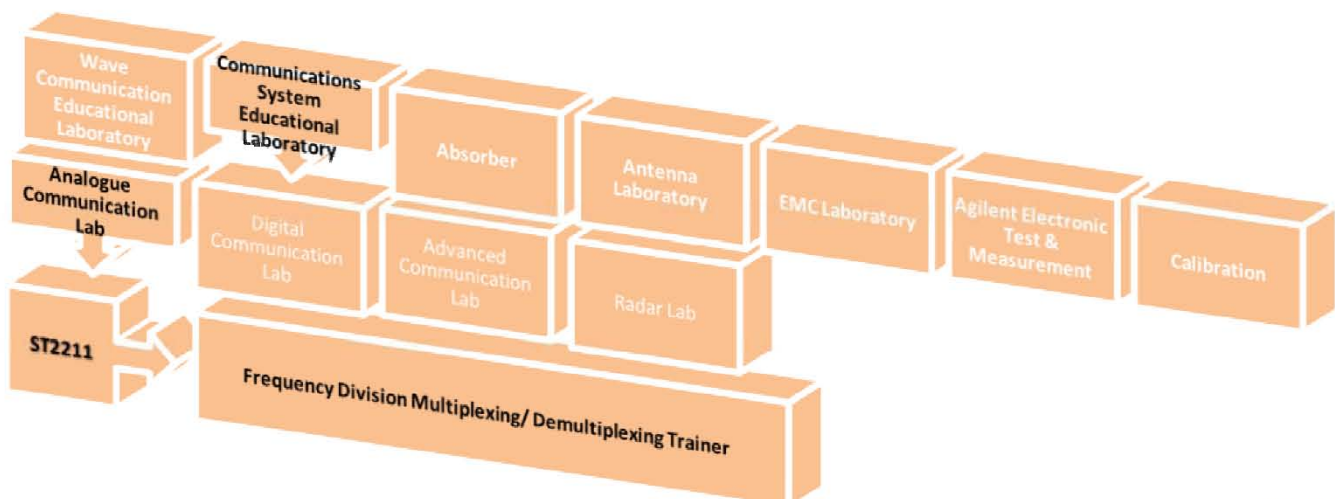 Wave
Communication
Educational
Laboratory
Communications
System
Educational
Laboratory
Absorber
Antenna
Laboratory
EMC Laboratory
Agilent Electronic
Test &
Measurement
Calibration
Analogue
Communication
Lab
Digital
Communication
Lab
Advanced
Communication
Lab
Radar Lab
ST2211
Frequency Division Multiplexing/ Demultiplexing Trainer